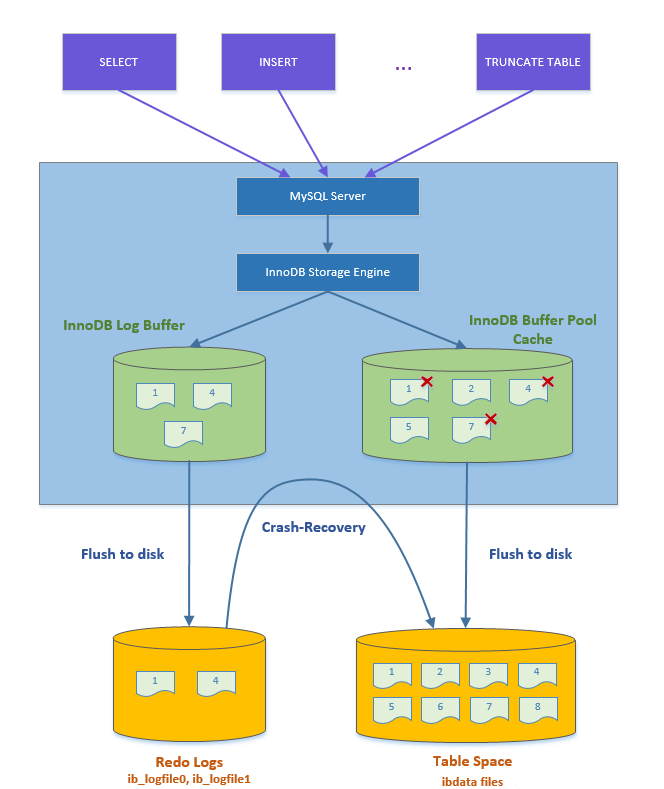 SELECT
INSERT
...
TRUNCATE TABLE
MySQL Server
InnoDB Storage Engine
InnoDB Log Buffer
InnoDB Buffer Pool
Cache
1 4
7
1 2 4
5 7
Crash-Recovery
Flush to disk
Flush to disk
1 4
1 2 3 4
5 6 7 8
Redo Logs
ib_logfile0, ib_logfile1
Table Space
ibdata files